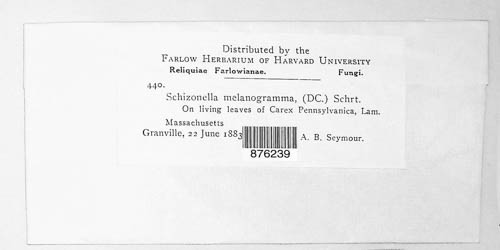 Distributed by the
FARLOW HERBARIUM OF HARVARD UNIVERSITY
Reliquiae Farlowianae. Fungi.
440.
Schizonella melanogramma, (DC.) Schrt.
On living leaves of Carex Pennsylvanica, Lam.
Massachusetts
Granville, 22 June 1883 A. B. Seymour.
876239